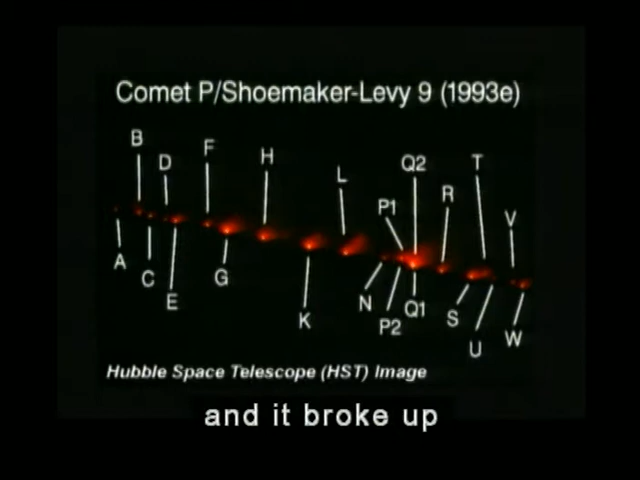 Comet P/Shoemaker-Levy 9 (1993e)
B
D
F
H
L
P1
Q2
R
T
V
A
C
E
G
K
N
P2
Q1
S
U
W
Hubble Space Telescope (HST) Image
and it broke up